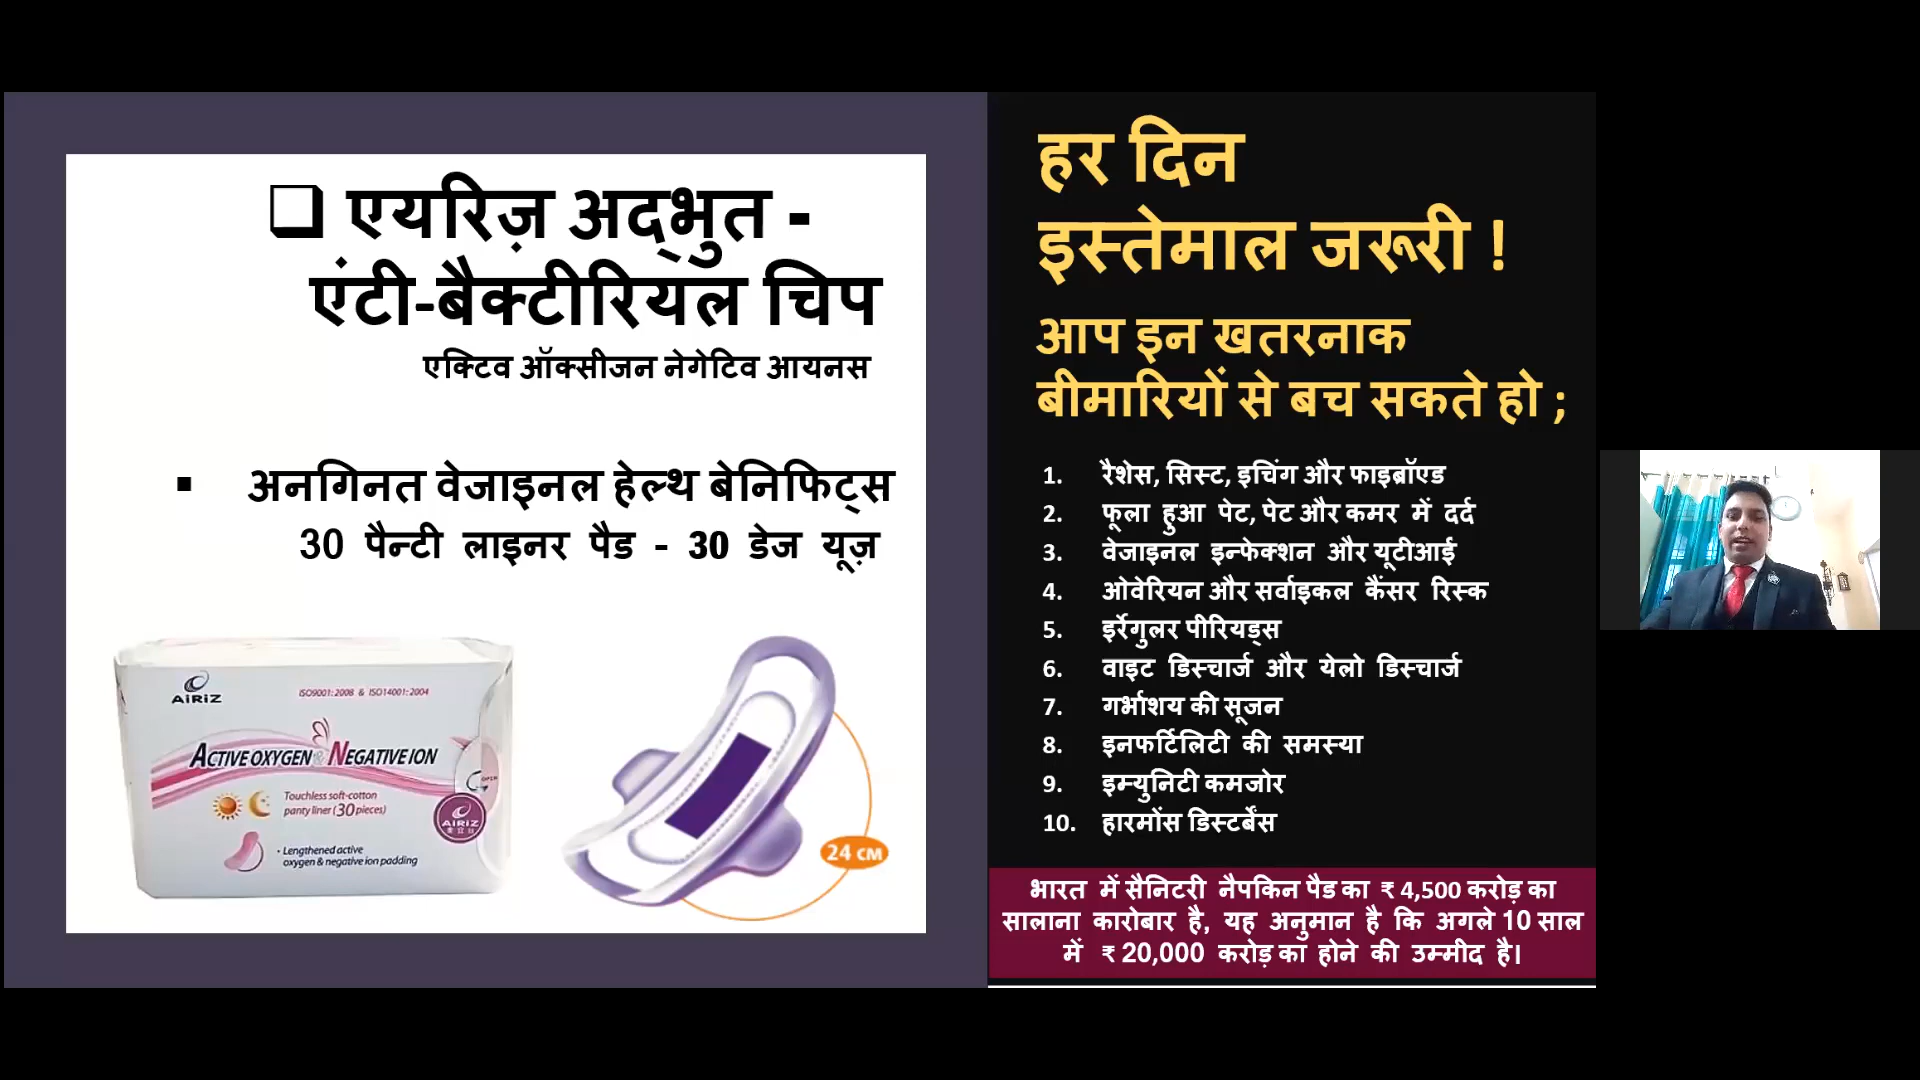 ❑ एयरिज़ अद्भुत -
एंटी-बैक्टीरियल चिप
एक्टिव ऑक्सीजन नेगेटिव आयनस
▪ अनगिनत वेजाइनल हेल्थ बेनिफिट्स
30 पैन्टी लाइनर पैड - 30 डेज यूज़
AiRiZ
ISO9001:2008 & ISO14001:2004
ACTIVE OXYGEN & NEGATIVE ION
Touchless soft-cotton
panty liner (30 pieces)
OPEN
AiRiZ
• Lengthened active
oxygen & negative ion padding
24 CM
हर दिन
इस्तेमाल जरूरी !
आप इन खतरनाक
बीमारियों से बच सकते हो ;
1. रैशेस, सिस्ट, इचिंग और फाइब्रॉएड
2. फूला हुआ पेट, पेट और कमर में दर्द
3. वेजाइनल इन्फेक्शन और यूटीआई
4. ओवेरियन और सर्वाइकल कैंसर रिस्क
5. इर्रेगुलर पीरियड्स
6. वाइट डिस्चार्ज और येलो डिस्चार्ज
7. गर्भाशय की सूजन
8. इनफर्टिलिटी की समस्या
9. इम्युनिटी कमजोर
10. हारमोंस डिस्टर्बेंस
भारत में सैनिटरी नैपकिन पैड का ₹ 4,500 करोड़ का
सालाना कारोबार है, यह अनुमान है कि अगले 10 साल
में ₹ 20,000 करोड़ का होने की उम्मीद है।